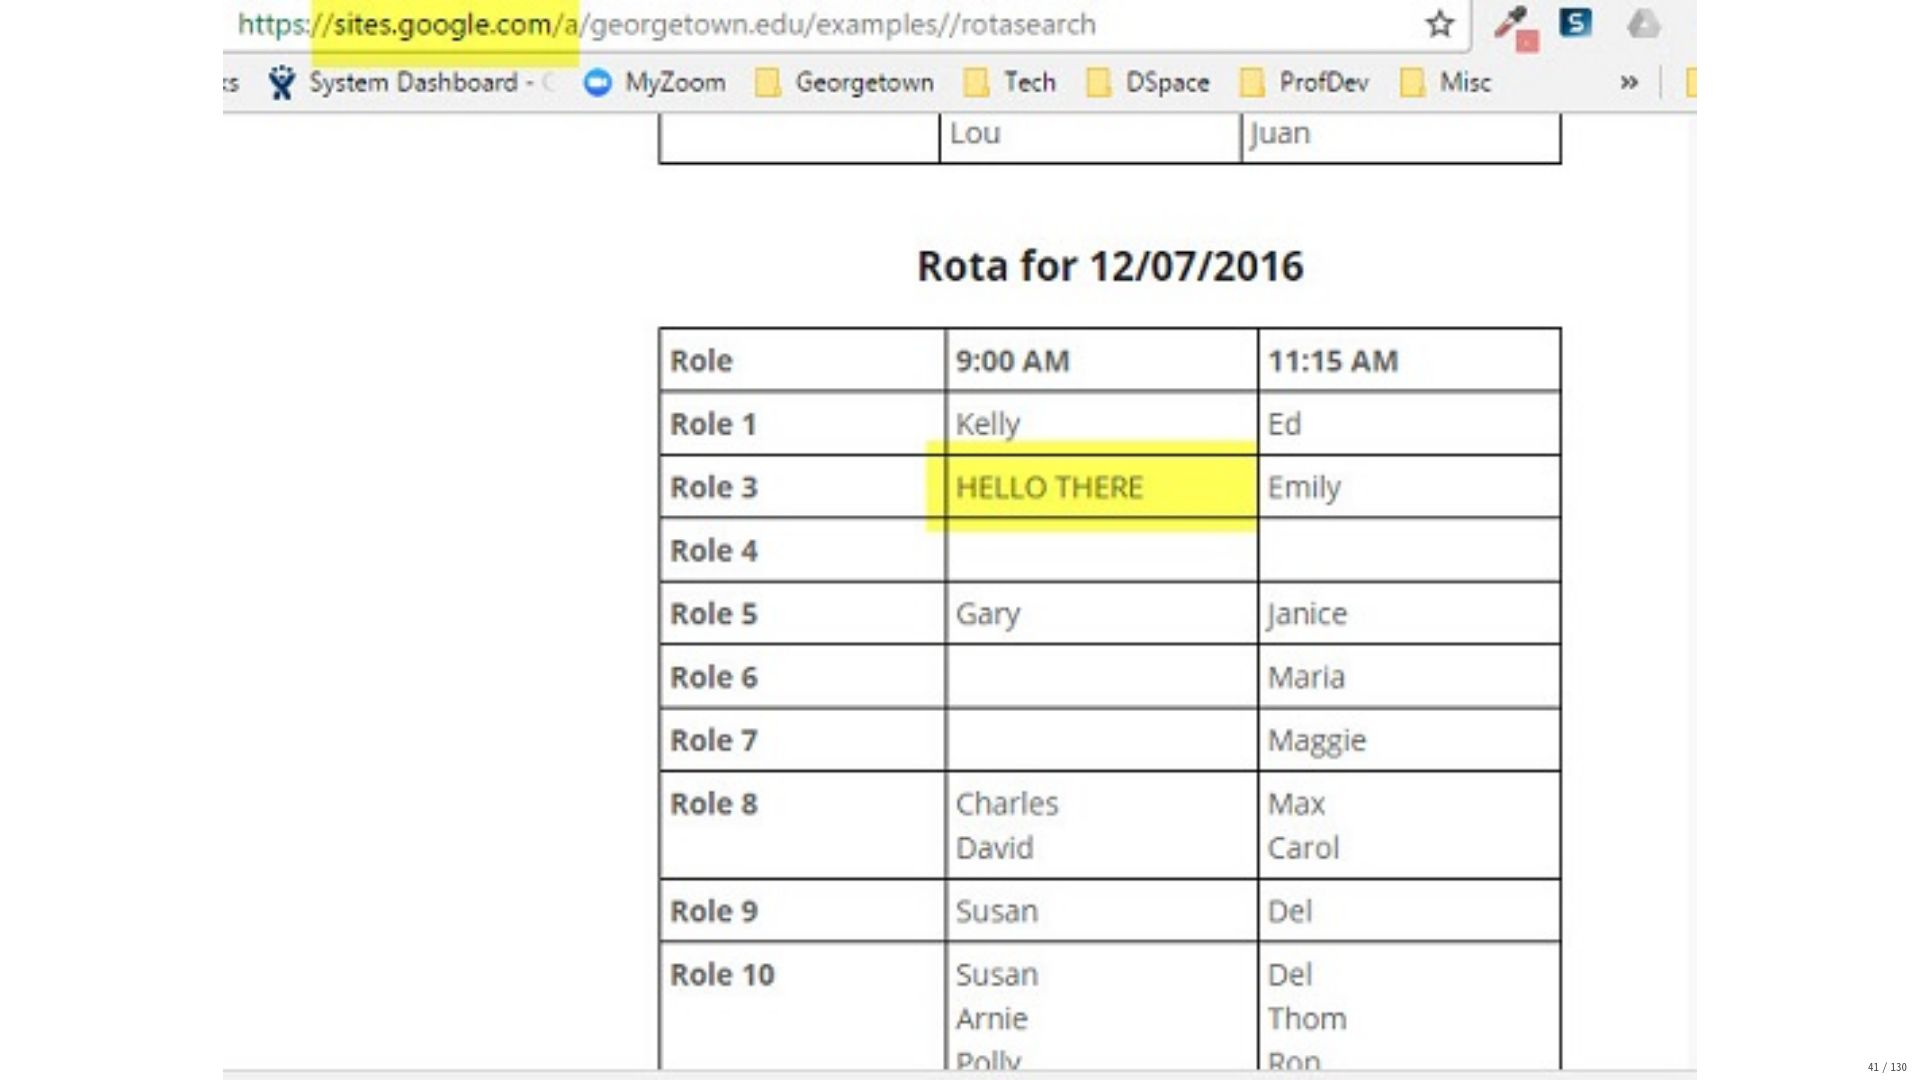 https://sites.google.com/a/georgetown.edu/examples//rotasearch
ks System Dashboard - MyZoom Georgetown Tech DSpace ProfDev Misc »
Lou Juan
Rota for 12/07/2016
Role 9:00 AM 11:15 AM
Role 1 Kelly Ed
Role 3 HELLO THERE Emily
Role 4
Role 5 Gary Janice
Role 6 Maria
Role 7 Maggie
Role 8 Charles Max
David Carol
Role 9 Susan Del
Role 10 Susan Del
Arnie Thom
Polly Ron
41 / 130